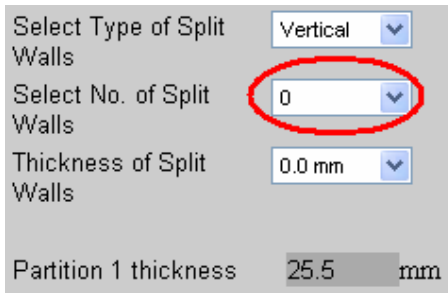 Select Type of Split Vertical
Walls
Select No. of Split 0
Walls
Thickness of Split 0.0 mm
Walls
Partition 1 thickness 25.5 mm